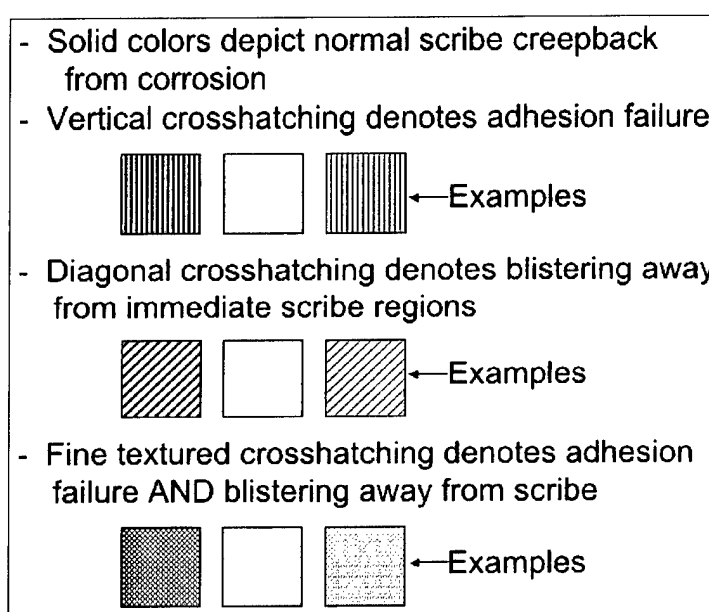 - Solid colors depict normal scribe creepback
from corrosion
- Vertical crosshatching denotes adhesion failure
Examples
- Diagonal crosshatching denotes blistering away
from immediate scribe regions
Examples
- Fine textured crosshatching denotes adhesion
failure AND blistering away from scribe
Examples